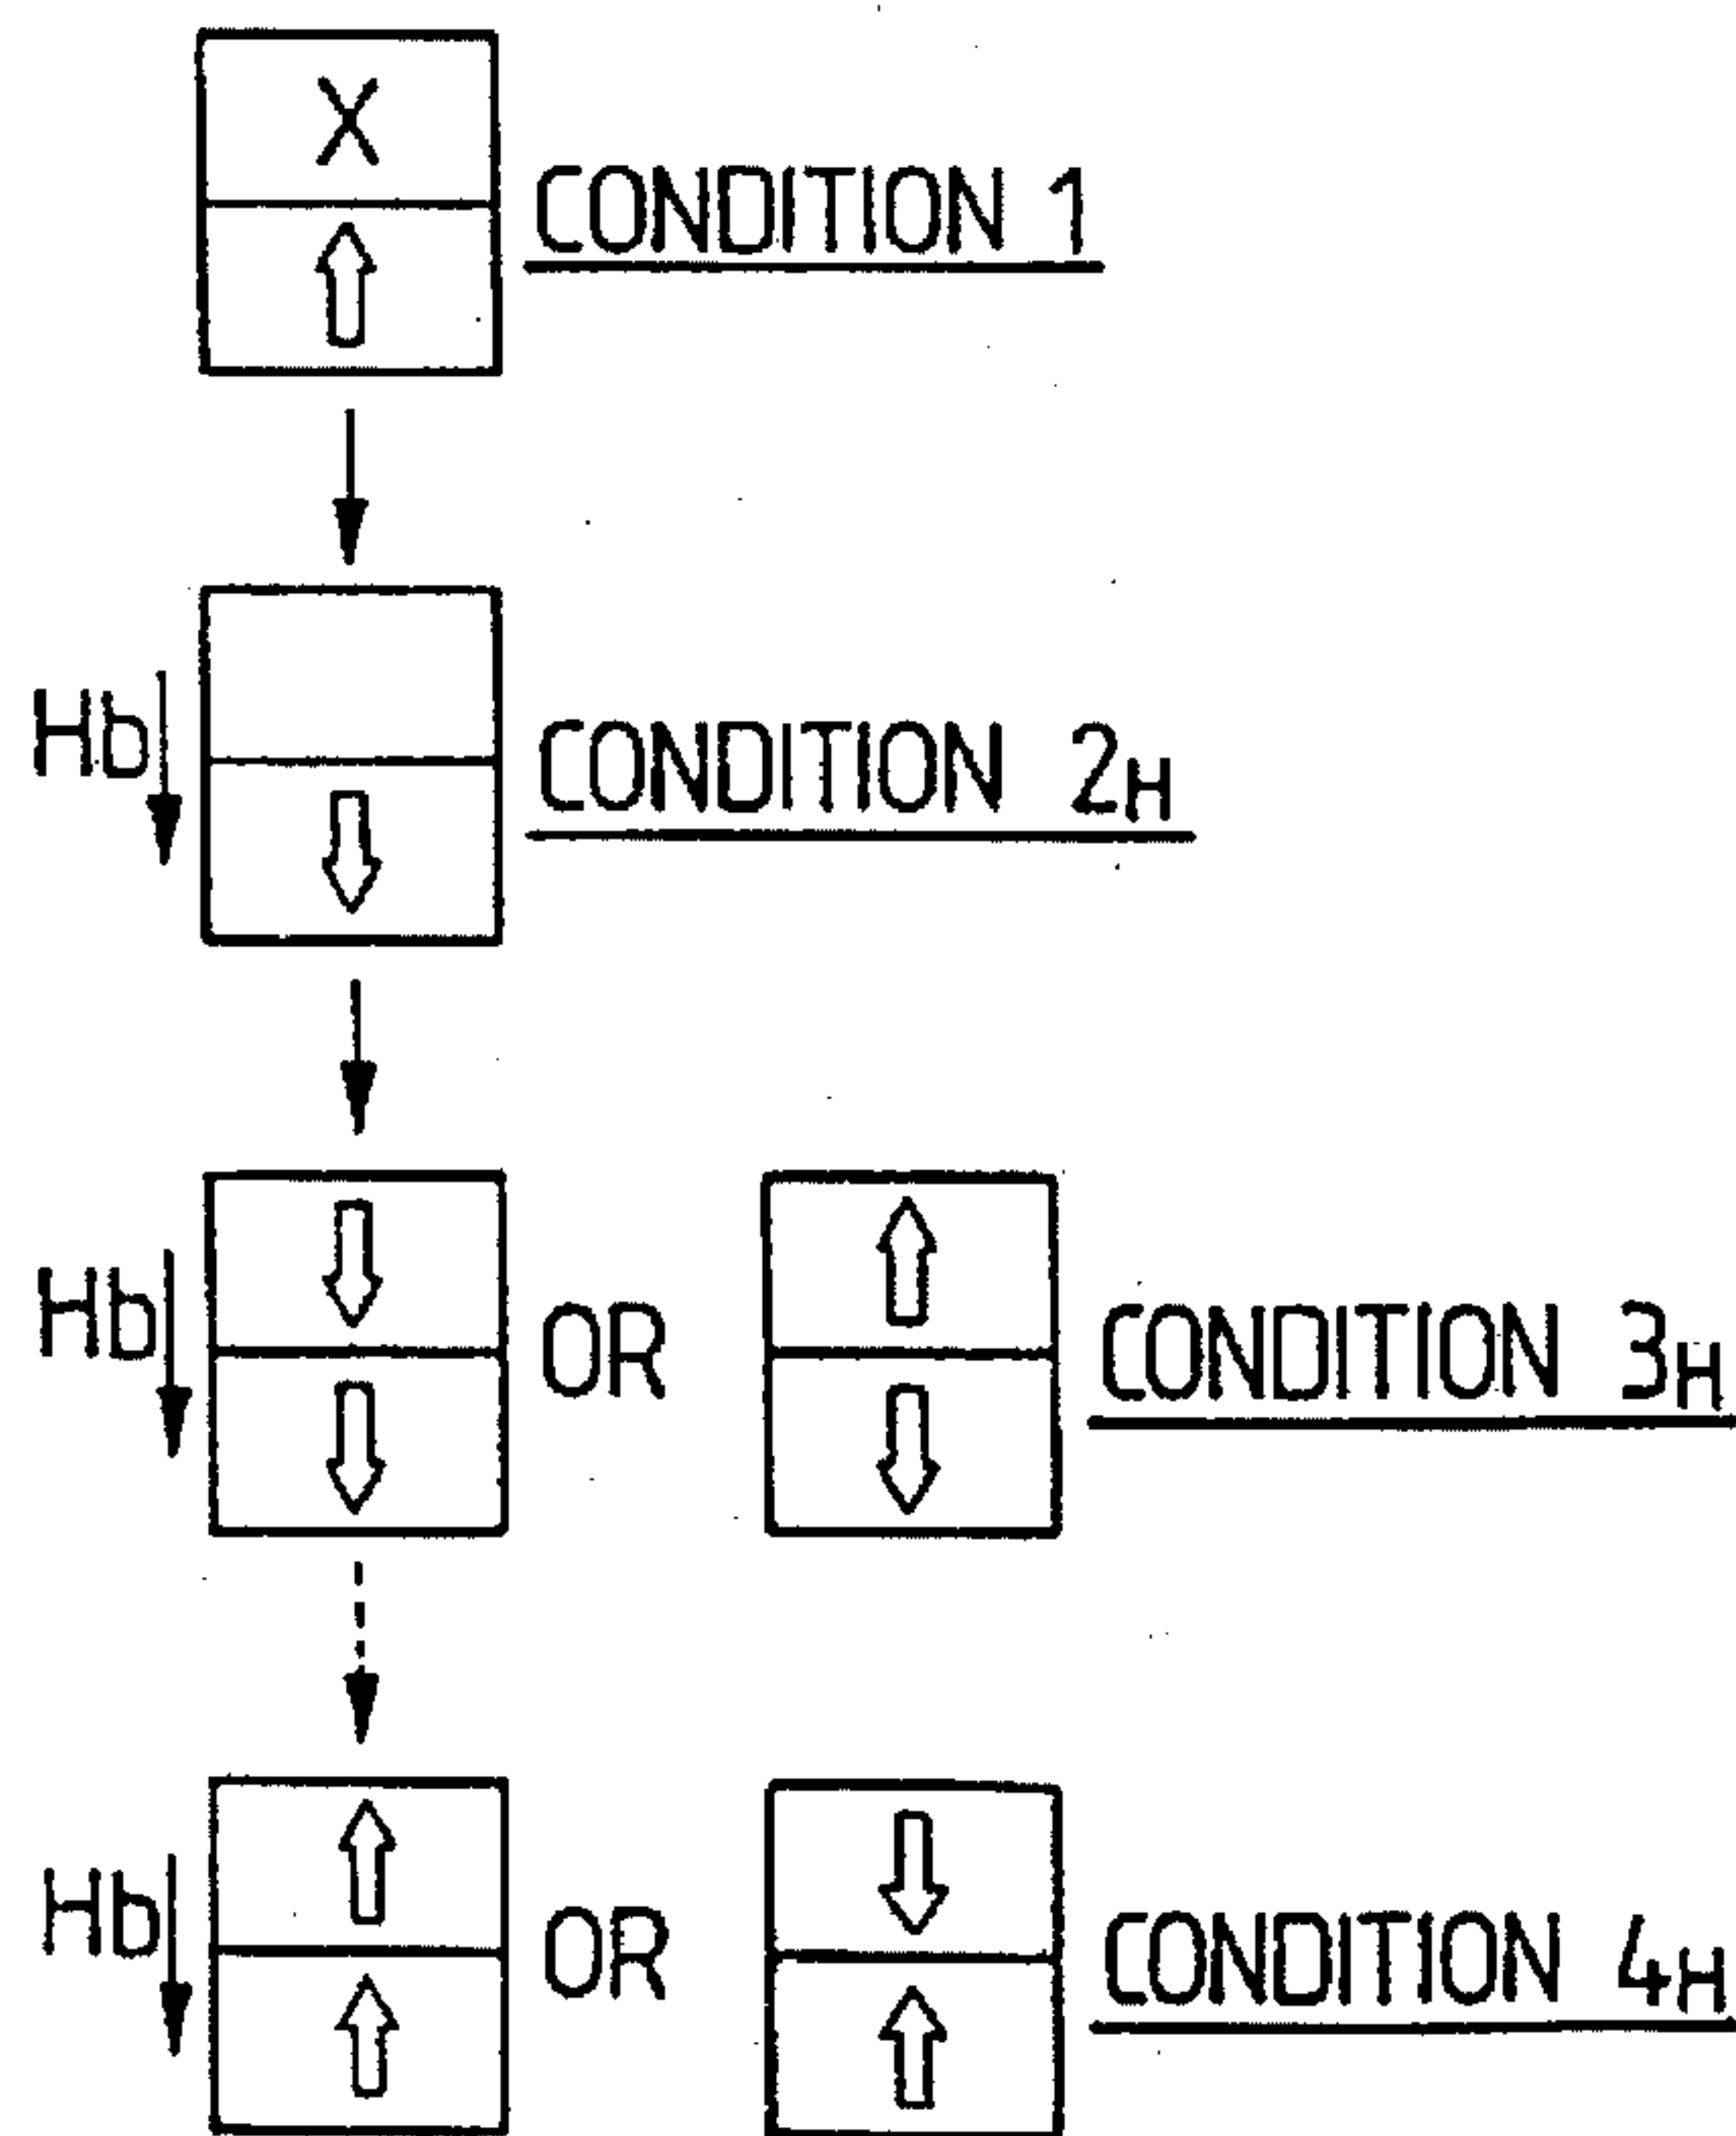 X
CONDITION 1
Hb
CONDITION 2H
Hb
OR
CONDITION 3H
Hb
OR
CONDITION 4H